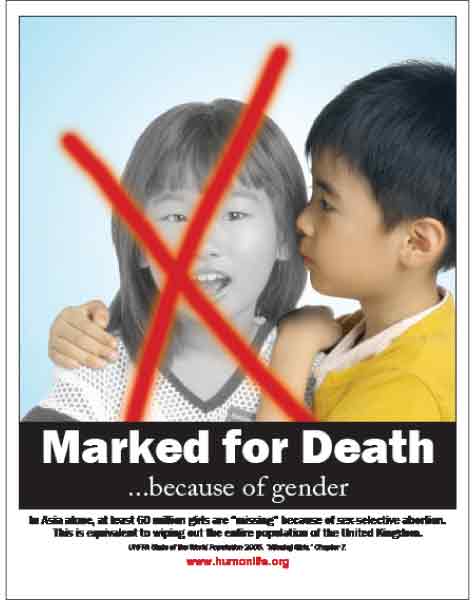 Marked for Death
...because of gender
In Asia alone, at least 60 million girls are "missing" because of sex-selective abortion.
This is equivalent to wiping out the entire population of the United Kingdom.
UNFPA State of the World Population 2005. "Missing Girls," Chapter 7.
www.humanlife.org